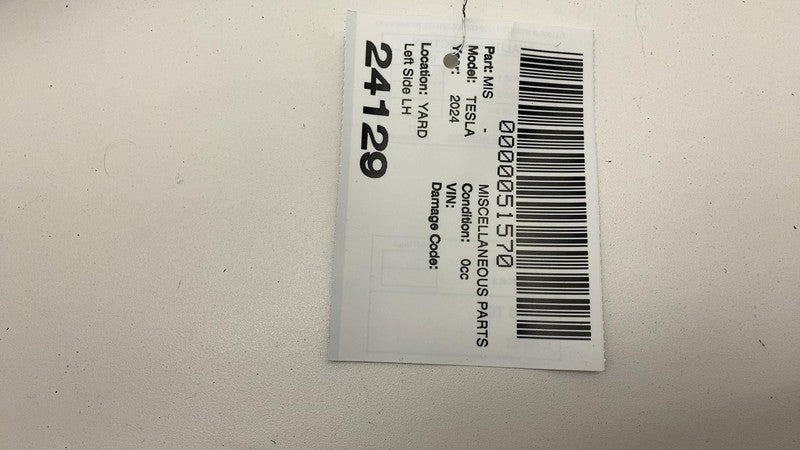 0000051570
Part: MIS - MISCELLANEOUS PARTS
Model: TESLA Condition: 0cc
Year: 2024 VIN:
Damage Code:
Location: YARD
Left Side LH
24129